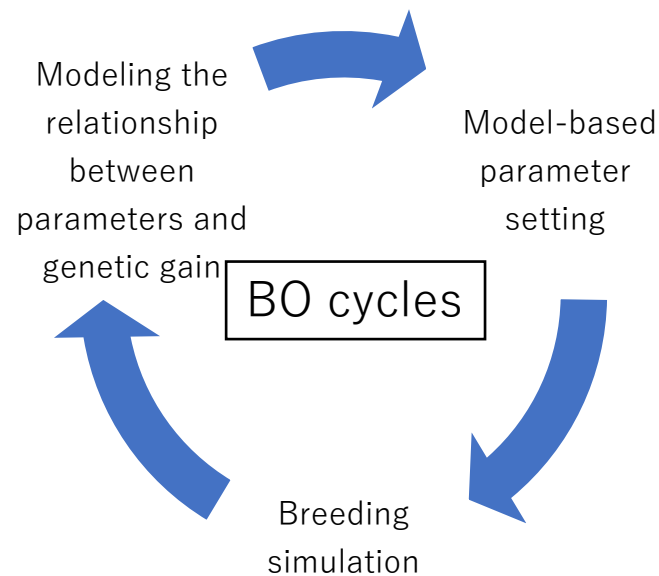 Modeling the
relationship
between
parameters and
genetic gain
Model-based
parameter
setting
BO cycles
Breeding
simulation